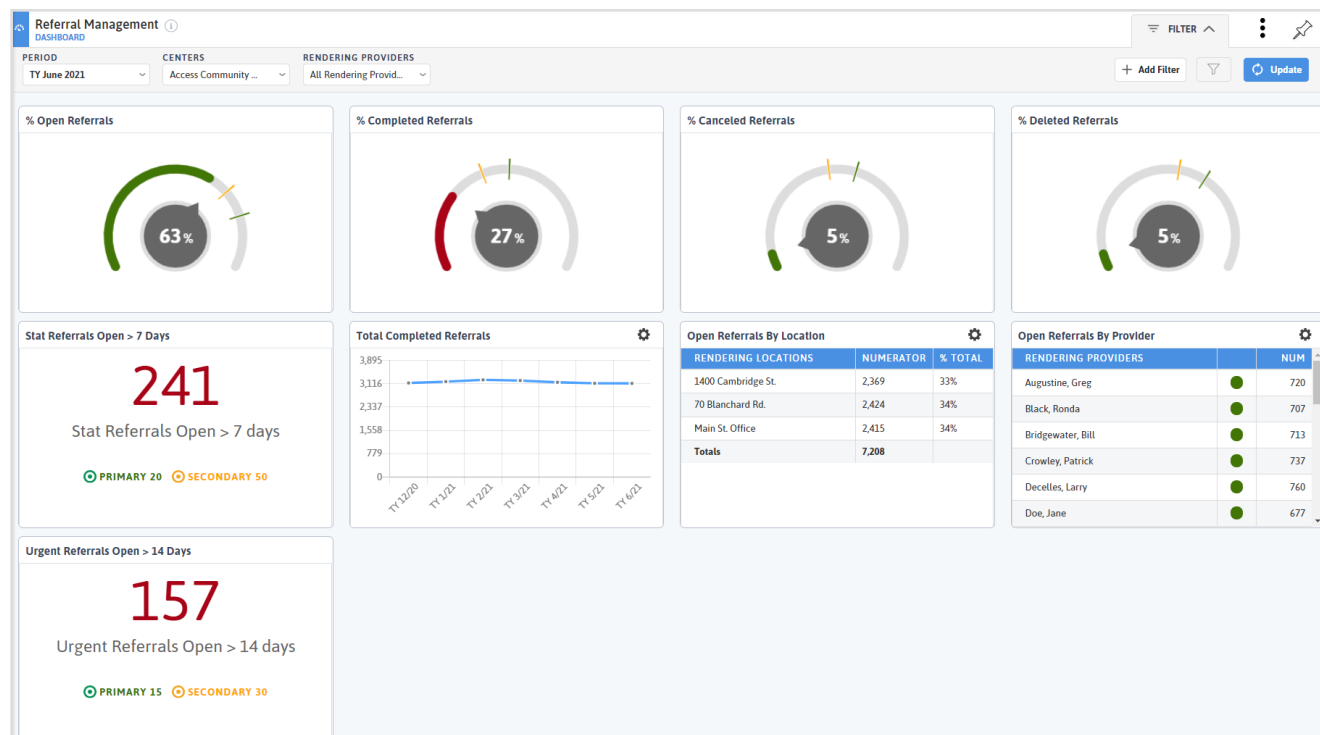 Referral Management
DASHBOARD
FILTER
PERIOD
TY June 2021
CENTERS
Access Community ...
RENDERING PROVIDERS
All Rendering Provid...
Add Filter
Update
% Open Referrals
63 %
% Completed Referrals
27 %
% Canceled Referrals
5 %
% Deleted Referrals
5 %
Stat Referrals Open > 7 Days
241
Stat Referrals Open > 7 days
PRIMARY 20 SECONDARY 50
Total Completed Referrals
3,895
3,116
2,337
1,558
779
0
TY 12/20 TY 1/21 TY 2/21 TY 3/21 TY 4/21 TY 5/21 TY 6/21
Open Referrals By Location
RENDERING LOCATIONS NUMERATOR % TOTAL
1400 Cambridge St. 2,369 33%
70 Blanchard Rd. 2,424 34%
Main St. Office 2,415 34%
Totals 7,208
Open Referrals By Provider
RENDERING PROVIDERS NUM
Augustine, Greg 720
Black, Ronda 707
Bridgewater, Bill 713
Crowley, Patrick 737
Decelles, Larry 760
Doe, Jane 677
Urgent Referrals Open > 14 Days
157
Urgent Referrals Open > 14 days
PRIMARY 15 SECONDARY 30